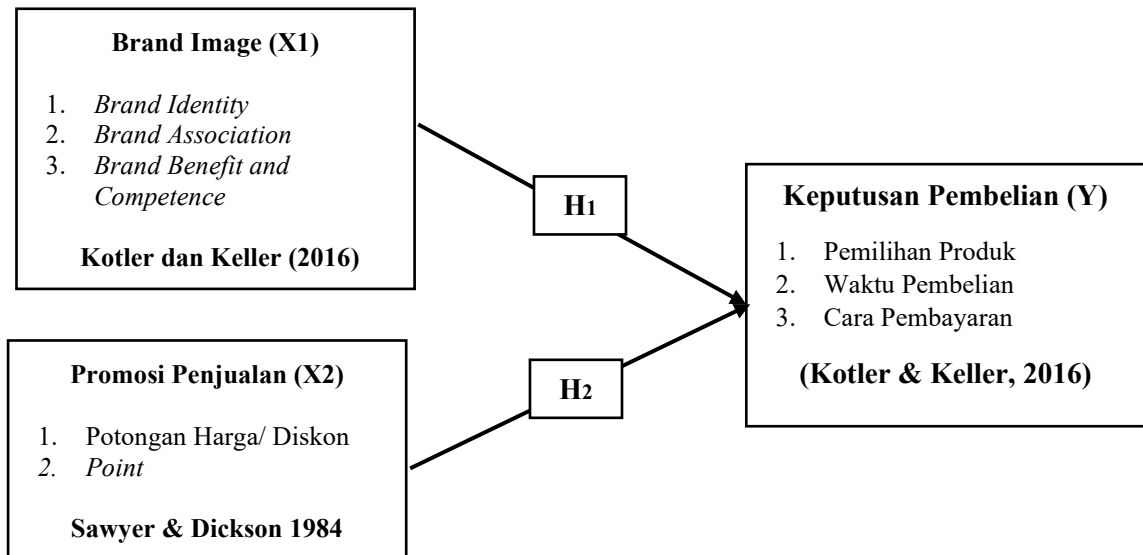 Brand Image (X1)
1. Brand Identity
2. Brand Association
3. Brand Benefit and
Competence
Kotler dan Keller (2016)
H1
Keputusan Pembelian (Y)
1. Pemilihan Produk
2. Waktu Pembelian
3. Cara Pembayaran
(Kotler & Keller, 2016)
Promosi Penjualan (X2)
1. Potongan Harga/ Diskon
2. Point
Sawyer & Dickson 1984
H2